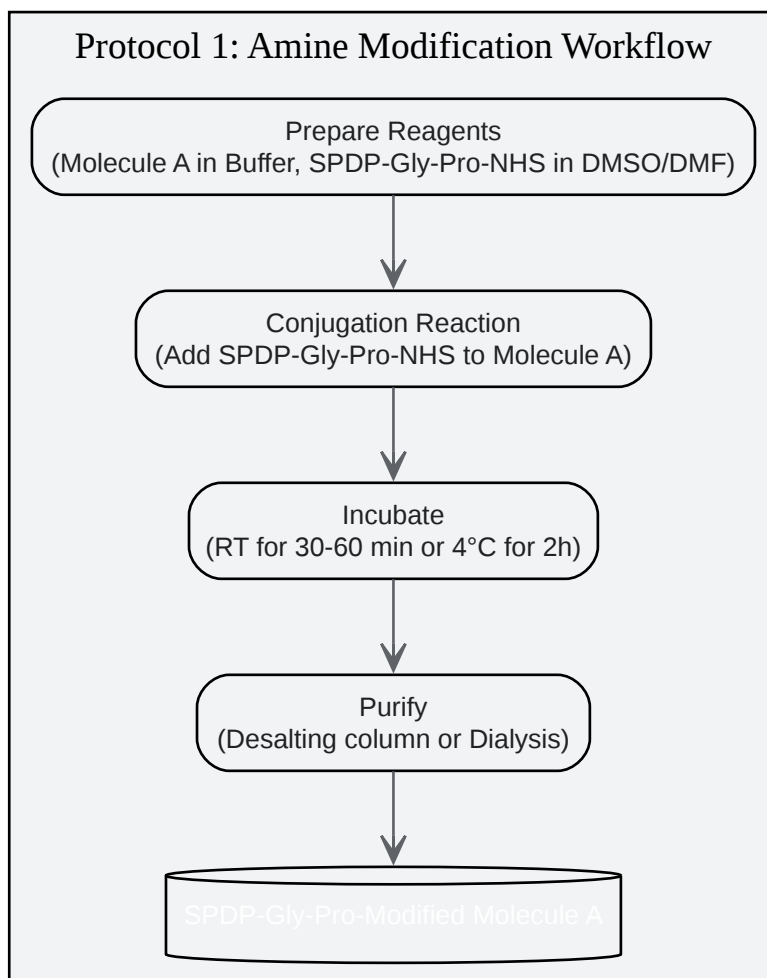 Protocol 1: Amine Modification Workflow
Prepare Reagents
(Molecule A in Buffer, SPDP-Gly-Pro-NHS in DMSO/DMF)
Conjugation Reaction
(Add SPDP-Gly-Pro-NHS to Molecule A)
Incubate
(RT for 30-60 min or 4°C for 2h)
Purify
(Desalting column or Dialysis)
SPDP-Gly-Pro-Modified Molecule A